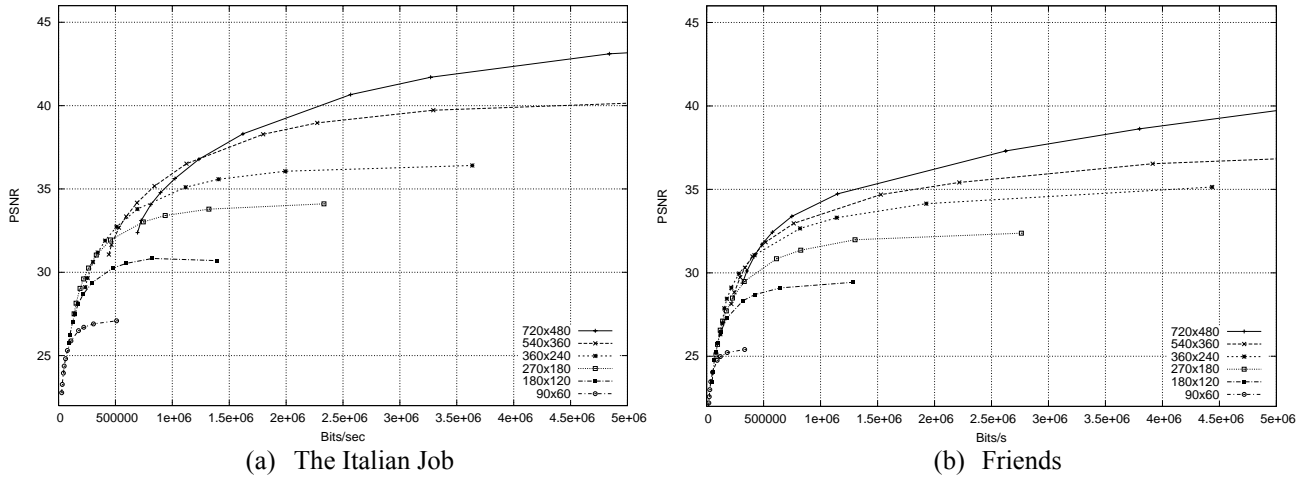 45
40
35
30
25
PSNR
720x480
540x360
360x240
270x180
180x120
90x60
0 500000 1e+06 1.5e+06 2e+06 2.5e+06 3e+06 3.5e+06 4e+06 4.5e+06 5e+06
Bits/sec
(a) The Italian Job
45
40
35
30
25
PSNR
720x480
540x360
360x240
270x180
180x120
90x60
0 500000 1e+06 1.5e+06 2e+06 2.5e+06 3e+06 3.5e+06 4e+06 4.5e+06 5e+06
Bits/s
(b) Friends